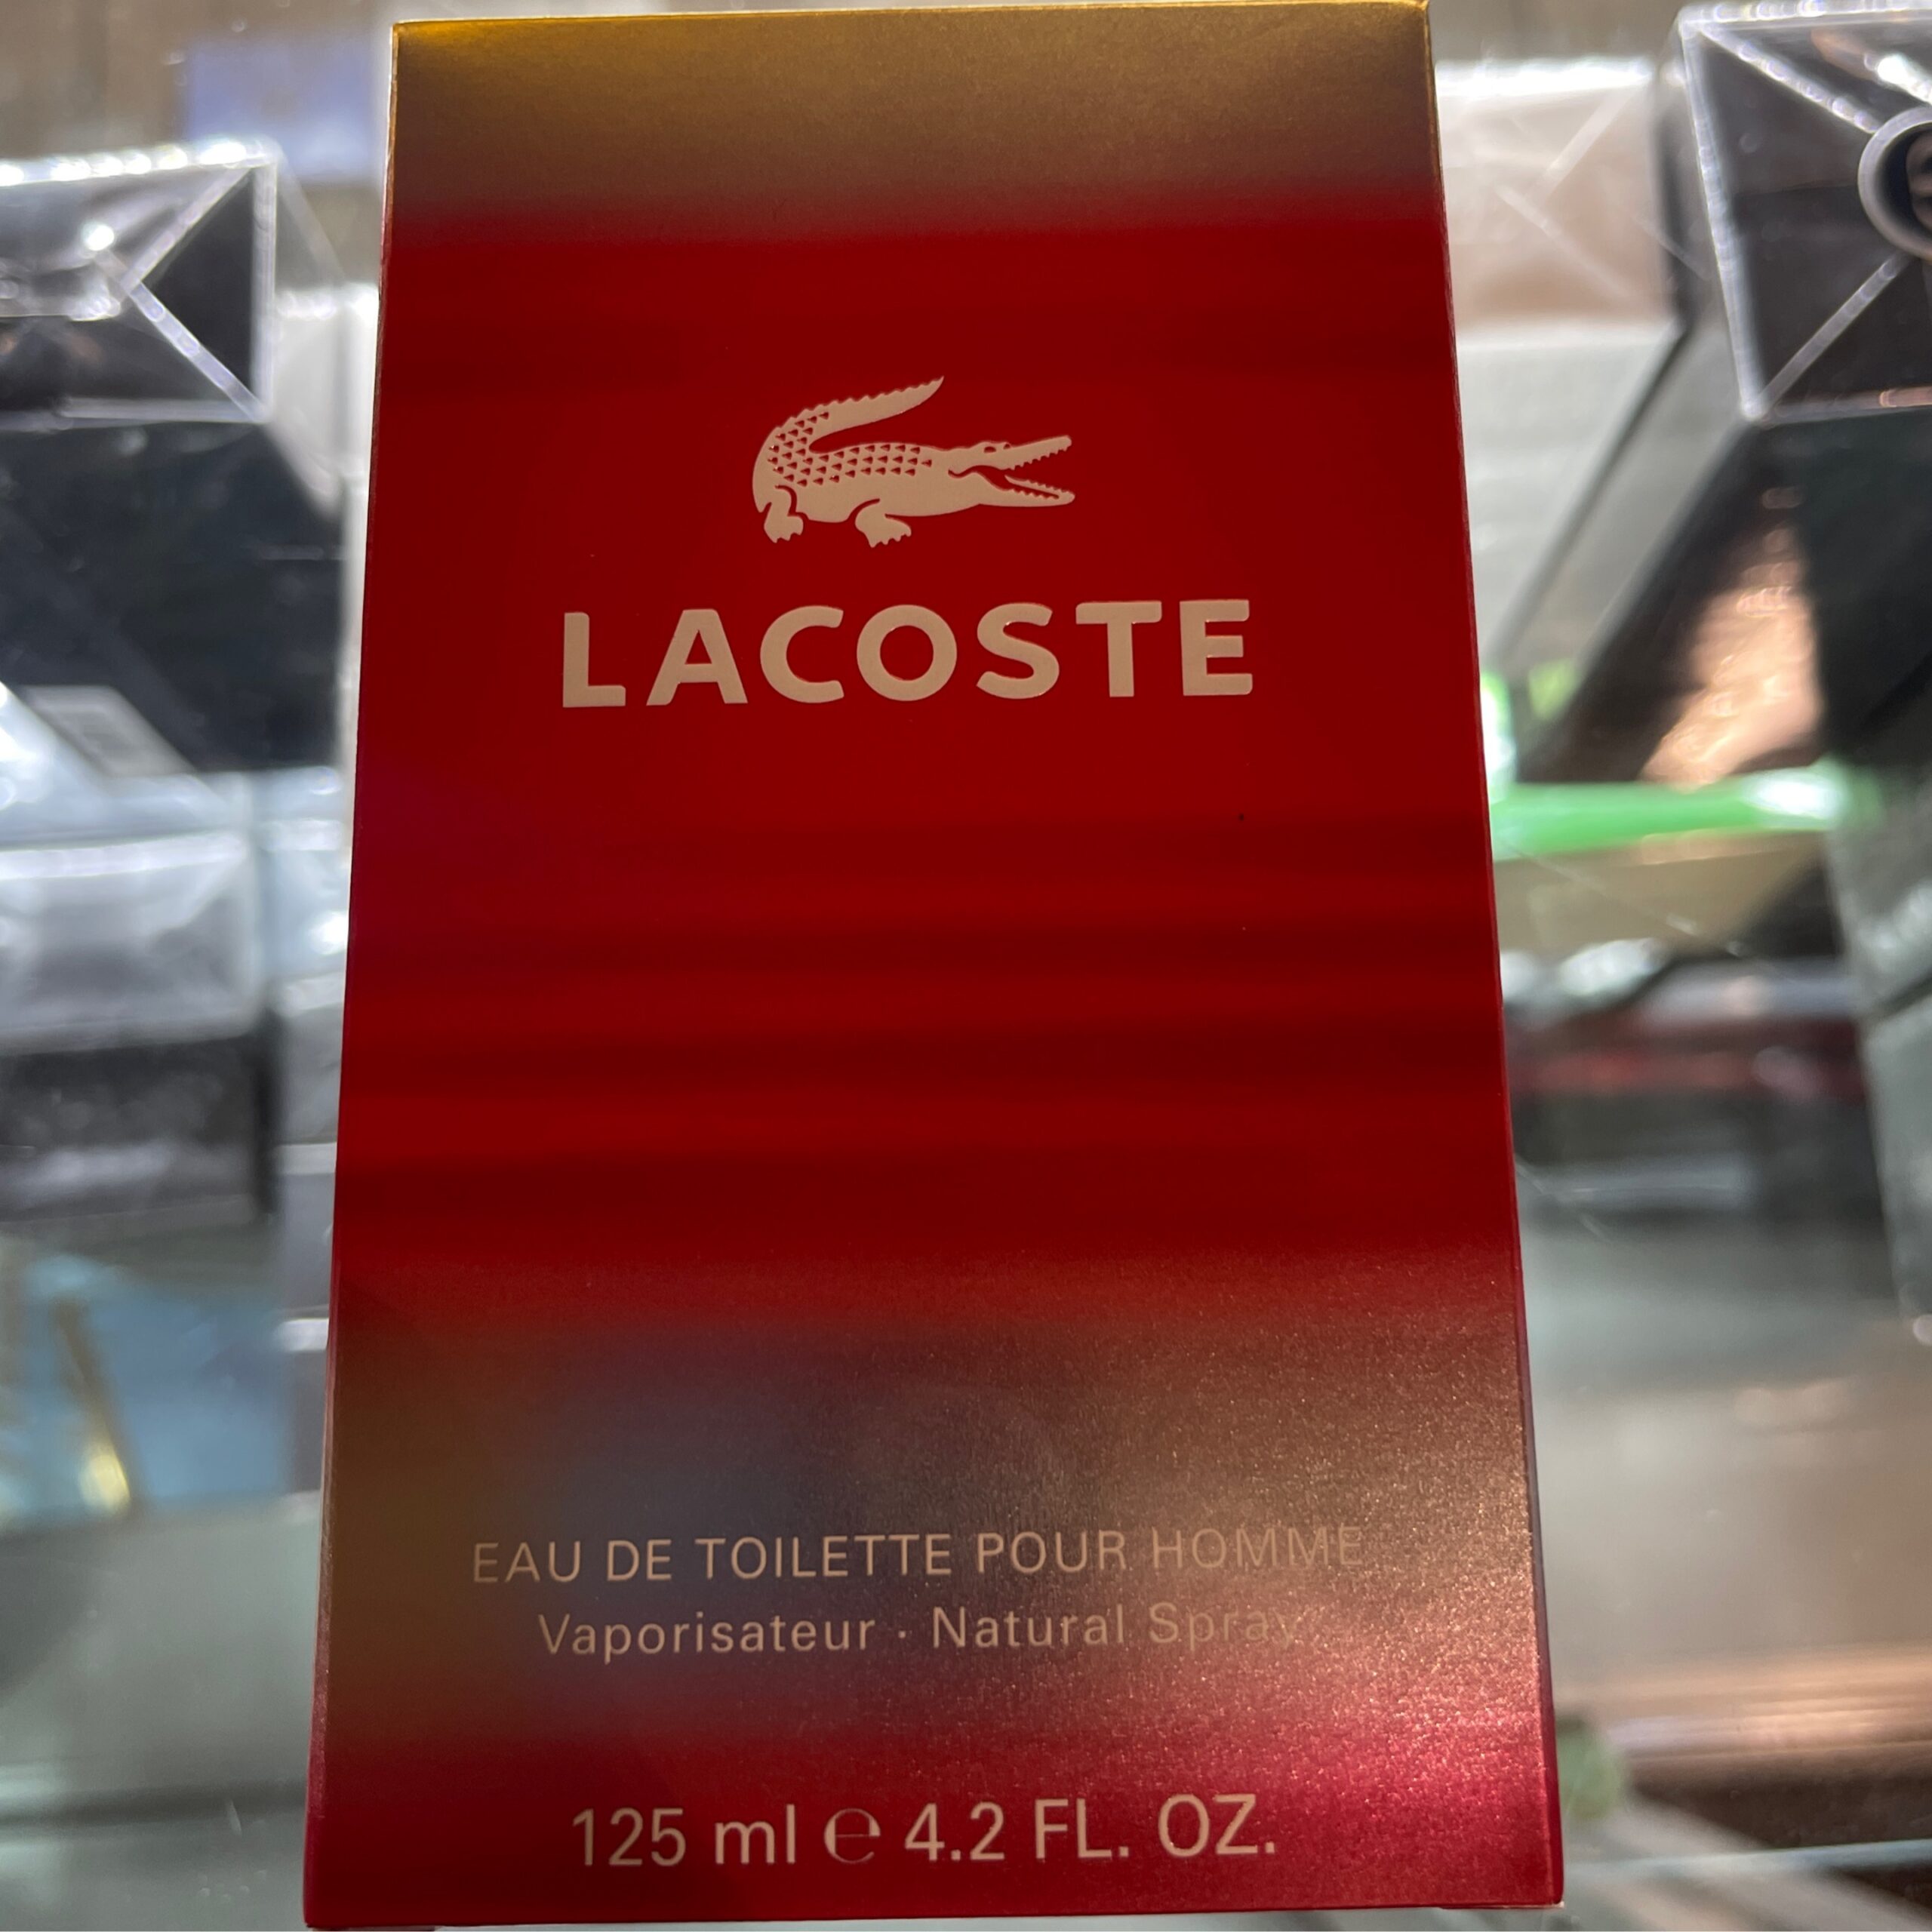 LACOSTE
EAU DE TOILETTE POUR HOMME
Vaporisateur · Natural Spray
125 ml ℮ 4.2 FL. OZ.